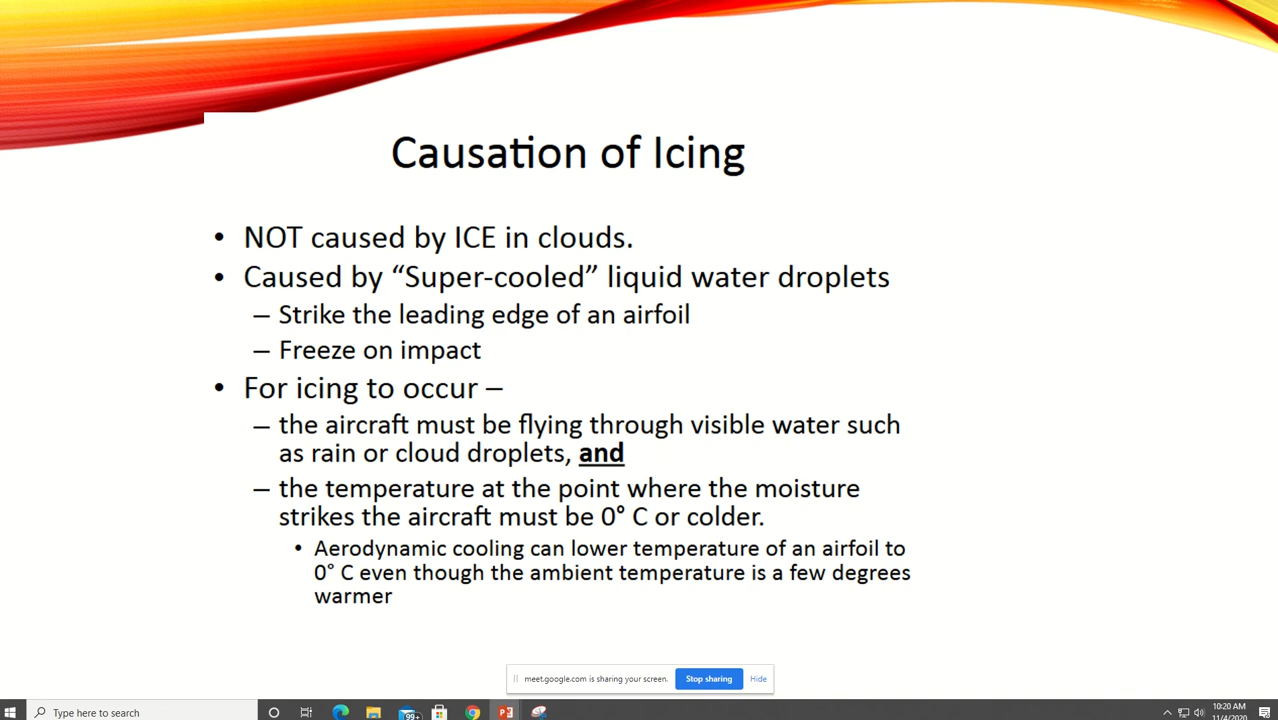 Causation of Icing
• NOT caused by ICE in clouds.
• Caused by “Super-cooled” liquid water droplets
– Strike the leading edge of an airfoil
– Freeze on impact
• For icing to occur –
– the aircraft must be flying through visible water such
as rain or cloud droplets, and
– the temperature at the point where the moisture
strikes the aircraft must be 0° C or colder.
• Aerodynamic cooling can lower temperature of an airfoil to
0° C even though the ambient temperature is a few degrees
warmer
meet.google.com is sharing your screen. Stop sharing Hide
Type here to search
99+
10:20 AM
11/4/2020